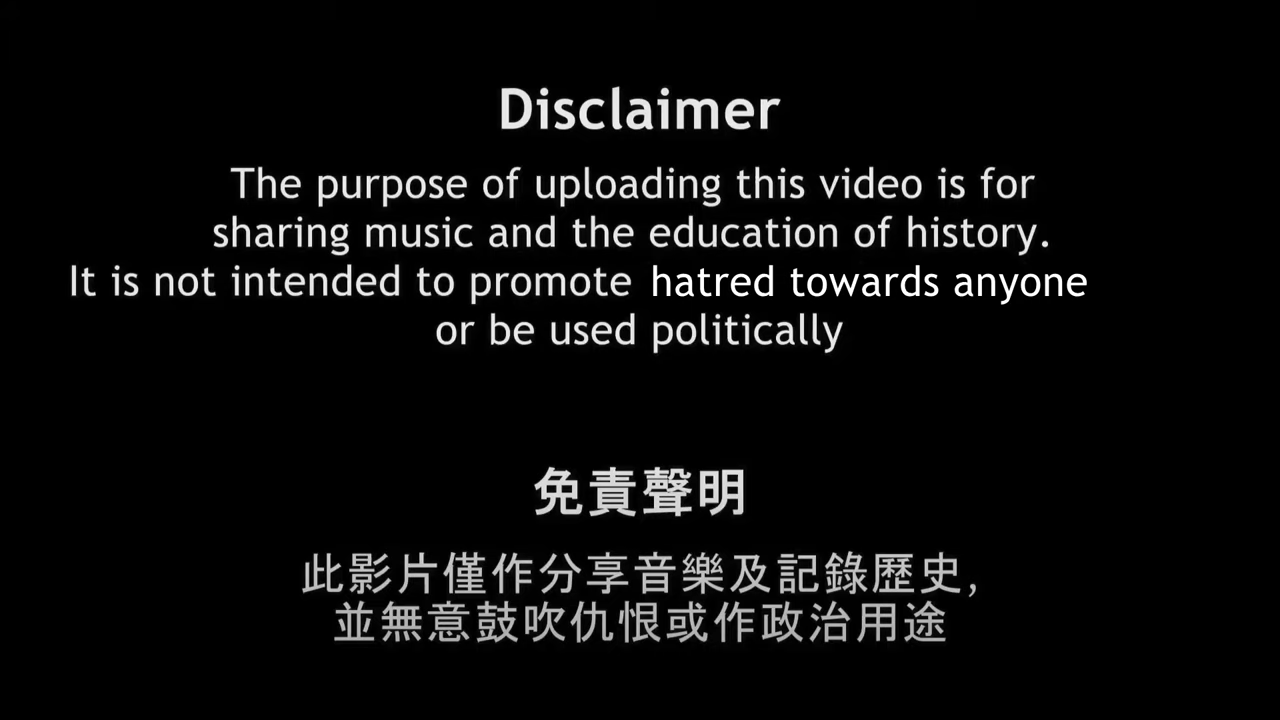 Disclaimer
The purpose of uploading this video is for
sharing music and the education of history.
It is not intended to promote hatred towards anyone
or be used politically
免責聲明
此影片僅作分享音樂及記錄歷史,
並無意鼓吹仇恨或作政治用途